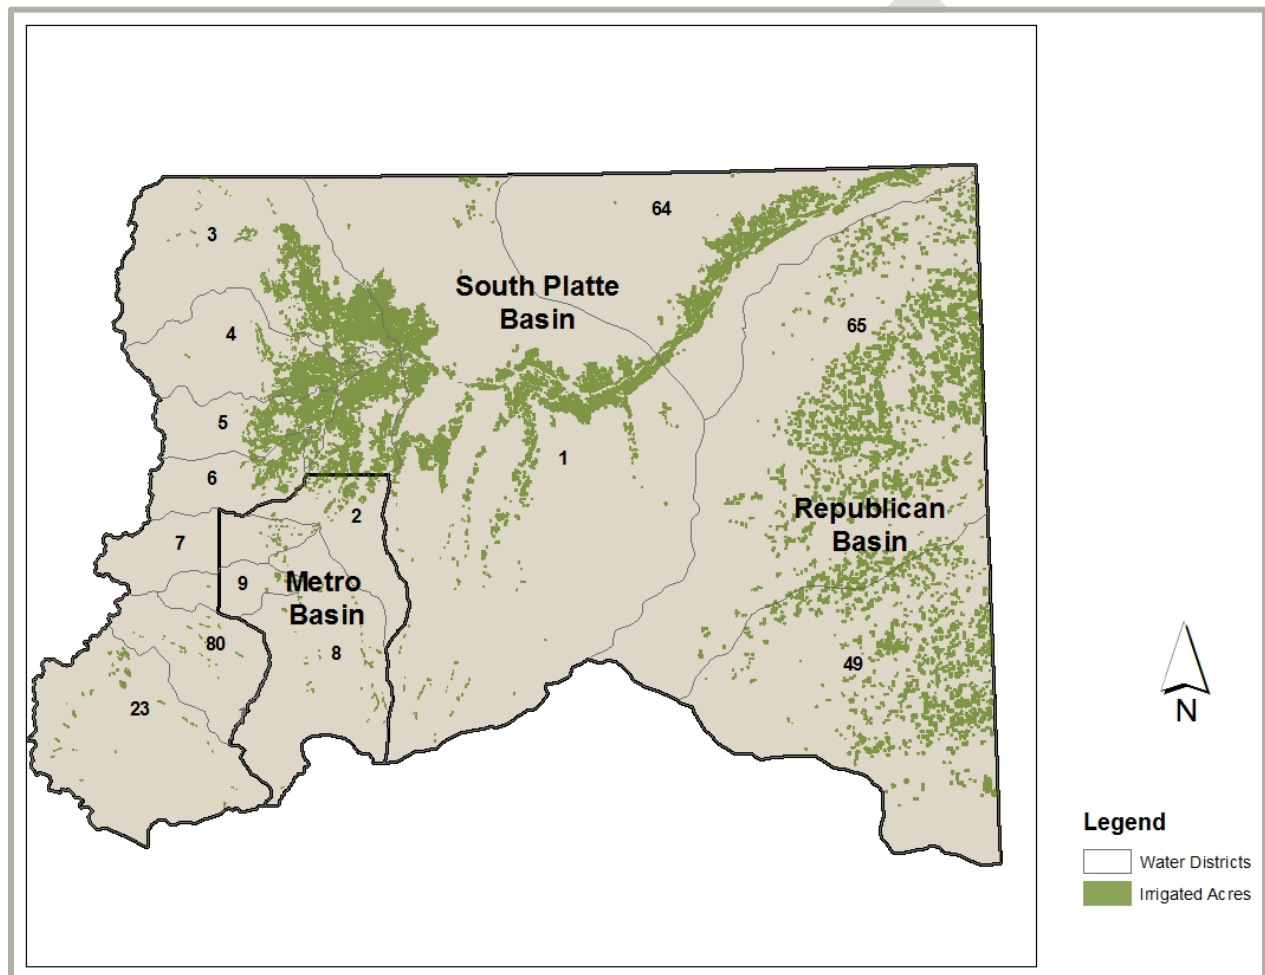 3
64
South Platte
Basin
4
65
5
1
6
Republican
Basin
2
7
9
Metro
Basin
80
8
49
23
N
Legend
Water Districts
Irrigated Acres